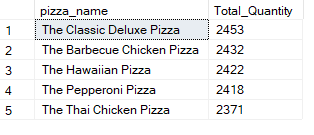 pizza_name Total_Quantity
1 The Classic Deluxe Pizza 2453
2 The Barbecue Chicken Pizza 2432
3 The Hawaiian Pizza 2422
4 The Pepperoni Pizza 2418
5 The Thai Chicken Pizza 2371